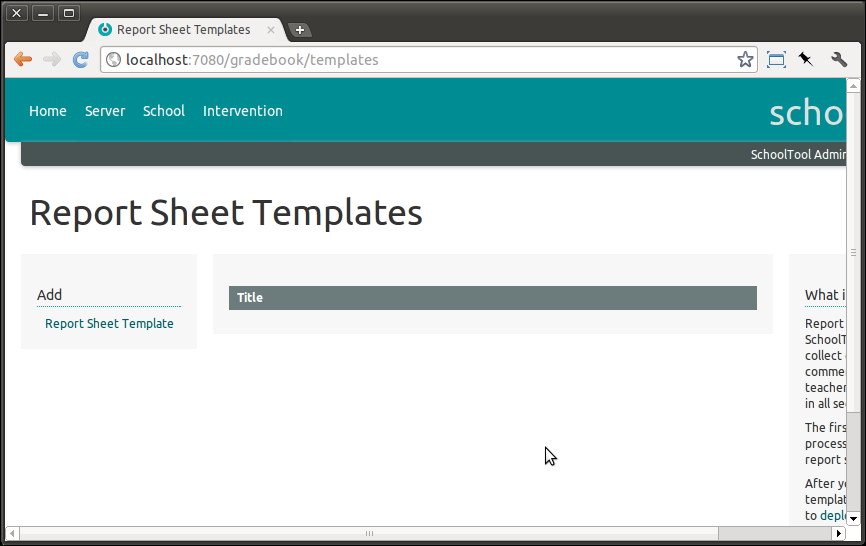 Report Sheet Templates
localhost:7080/gradebook/templates
Home Server School Intervention
scho
SchoolTool Admin
Report Sheet Templates
Add
Report Sheet Template
Title
What i
Report
SchoolT
collect
comme
teacher
in all se
The firs
process
report s
After yo
templat
to deplo